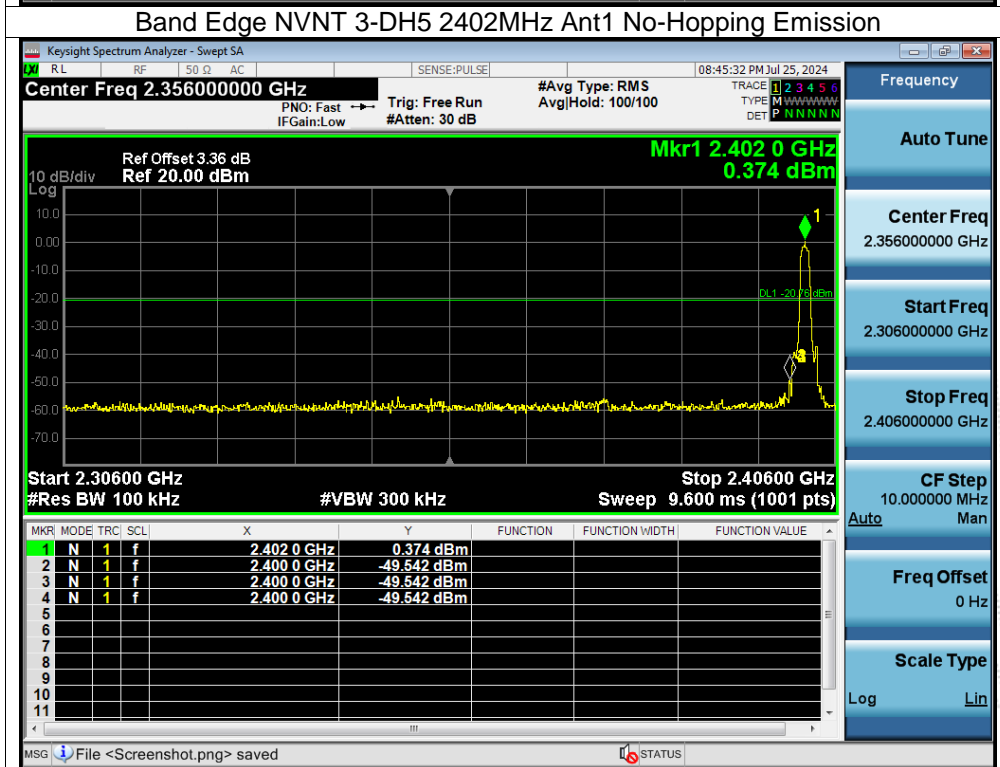 Band Edge NVNT 3-DH5 2402MHz Ant1 No-Hopping Emission
Keysight Spectrum Analyzer - Swept SA
LXI RL RF 50 Ω AC SENSE:PULSE 08:45:32 PM Jul 25, 2024
Center Freq 2.356000000 GHz #Avg Type: RMS TRACE 1 2 3 4 5 6
PNO: Fast Trig: Free Run Avg|Hold: 100/100 TYPE M WWWWW
IFGain:Low #Atten: 30 dB DET P N N N N N
Frequency
Auto Tune
Center Freq
2.356000000 GHz
Start Freq
2.306000000 GHz
Stop Freq
2.406000000 GHz
CF Step
10.000000 MHz
Auto Man
Freq Offset
0 Hz
Scale Type
Log Lin
Mkr1 2.402 0 GHz
Ref Offset 3.36 dB
10 dB/div Ref 20.00 dBm 0.374 dBm
Log
10.0
0.00
-10.0
-20.0
-30.0
-40.0
-50.0
-60.0
-70.0
1
DL1 -20.76 dBm
Start 2.30600 GHz Stop 2.40600 GHz
#Res BW 100 kHz #VBW 300 kHz Sweep 9.600 ms (1001 pts)
MKR MODE TRC SCL X Y FUNCTION FUNCTION WIDTH FUNCTION VALUE
1 N 1 f 2.402 0 GHz 0.374 dBm
2 N 1 f 2.400 0 GHz -49.542 dBm
3 N 1 f 2.400 0 GHz -49.542 dBm
4 N 1 f 2.400 0 GHz -49.542 dBm
5
6
7
8
9
10
11
MSG File <Screenshot.png> saved STATUS